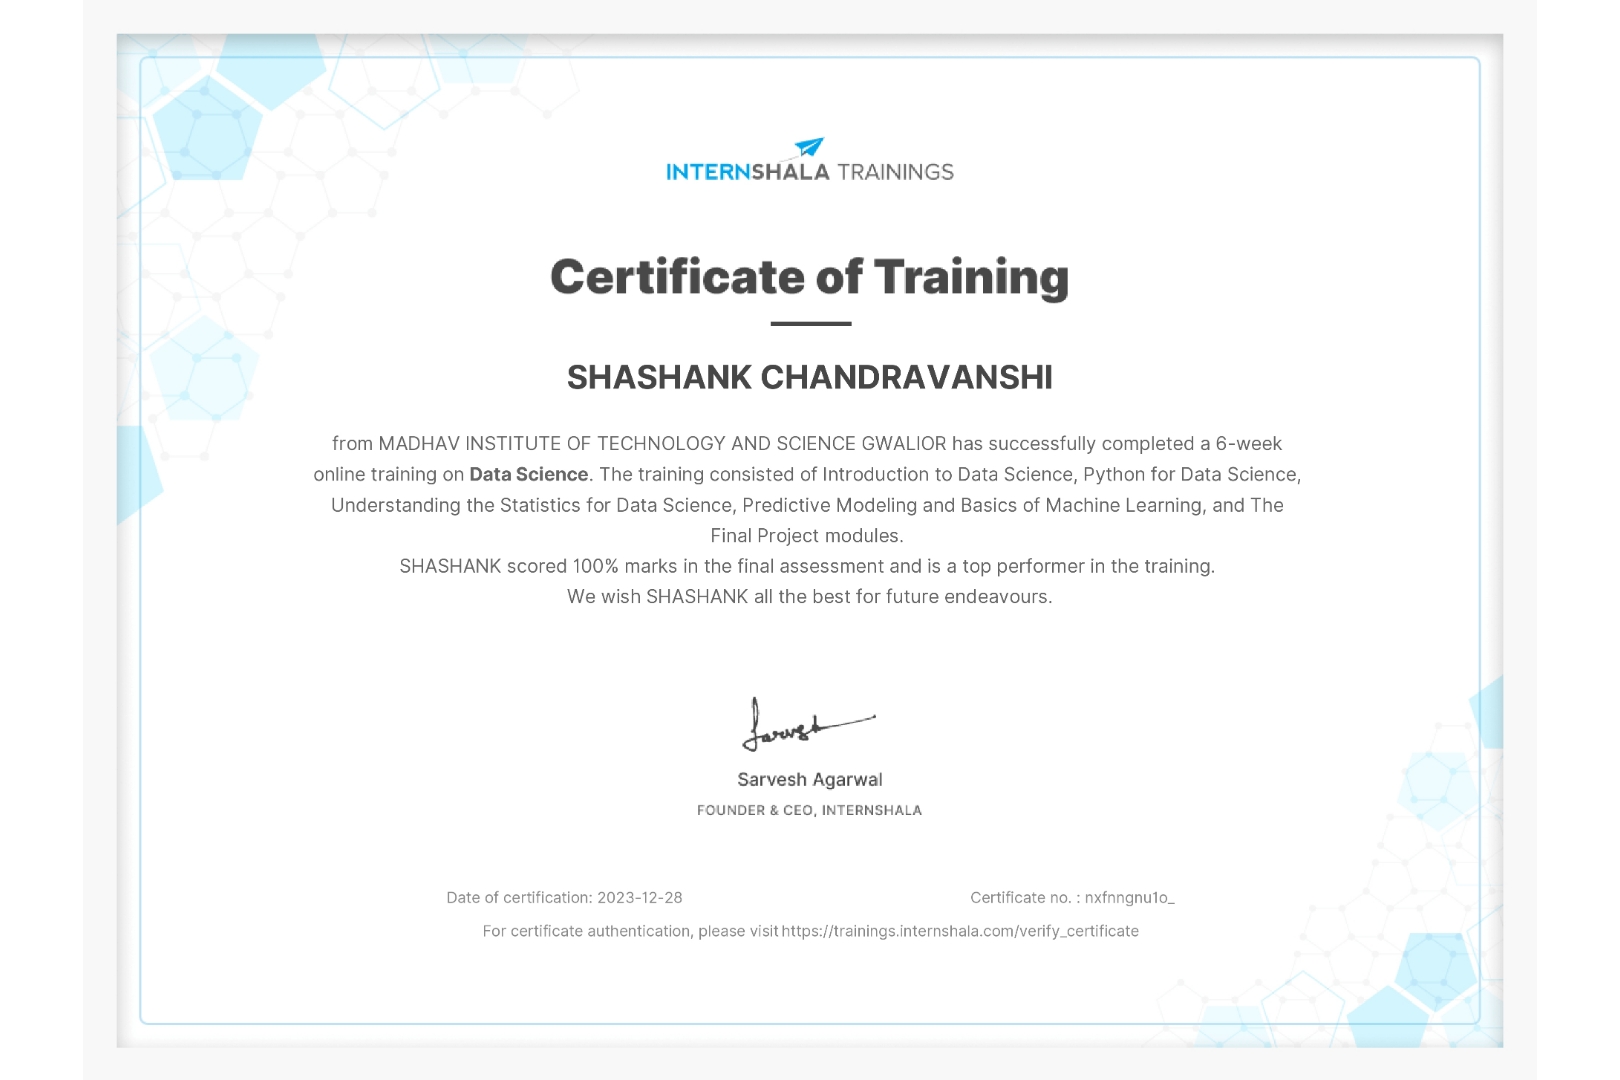 INTERNSHALA TRAININGS
Certificate of Training
SHASHANK CHANDRAVANSHI
from MADHAV INSTITUTE OF TECHNOLOGY AND SCIENCE GWALIOR has successfully completed a 6-week
online training on Data Science. The training consisted of Introduction to Data Science, Python for Data Science,
Understanding the Statistics for Data Science, Predictive Modeling and Basics of Machine Learning, and The
Final Project modules.
SHASHANK scored 100% marks in the final assessment and is a top performer in the training.
We wish SHASHANK all the best for future endeavours.
Sarvesh
Sarvesh Agarwal
FOUNDER & CEO, INTERNSHALA
Date of certification: 2023-12-28
Certificate no. : nxfnngnu1o_
For certificate authentication, please visit https://trainings.internshala.com/verify_certificate